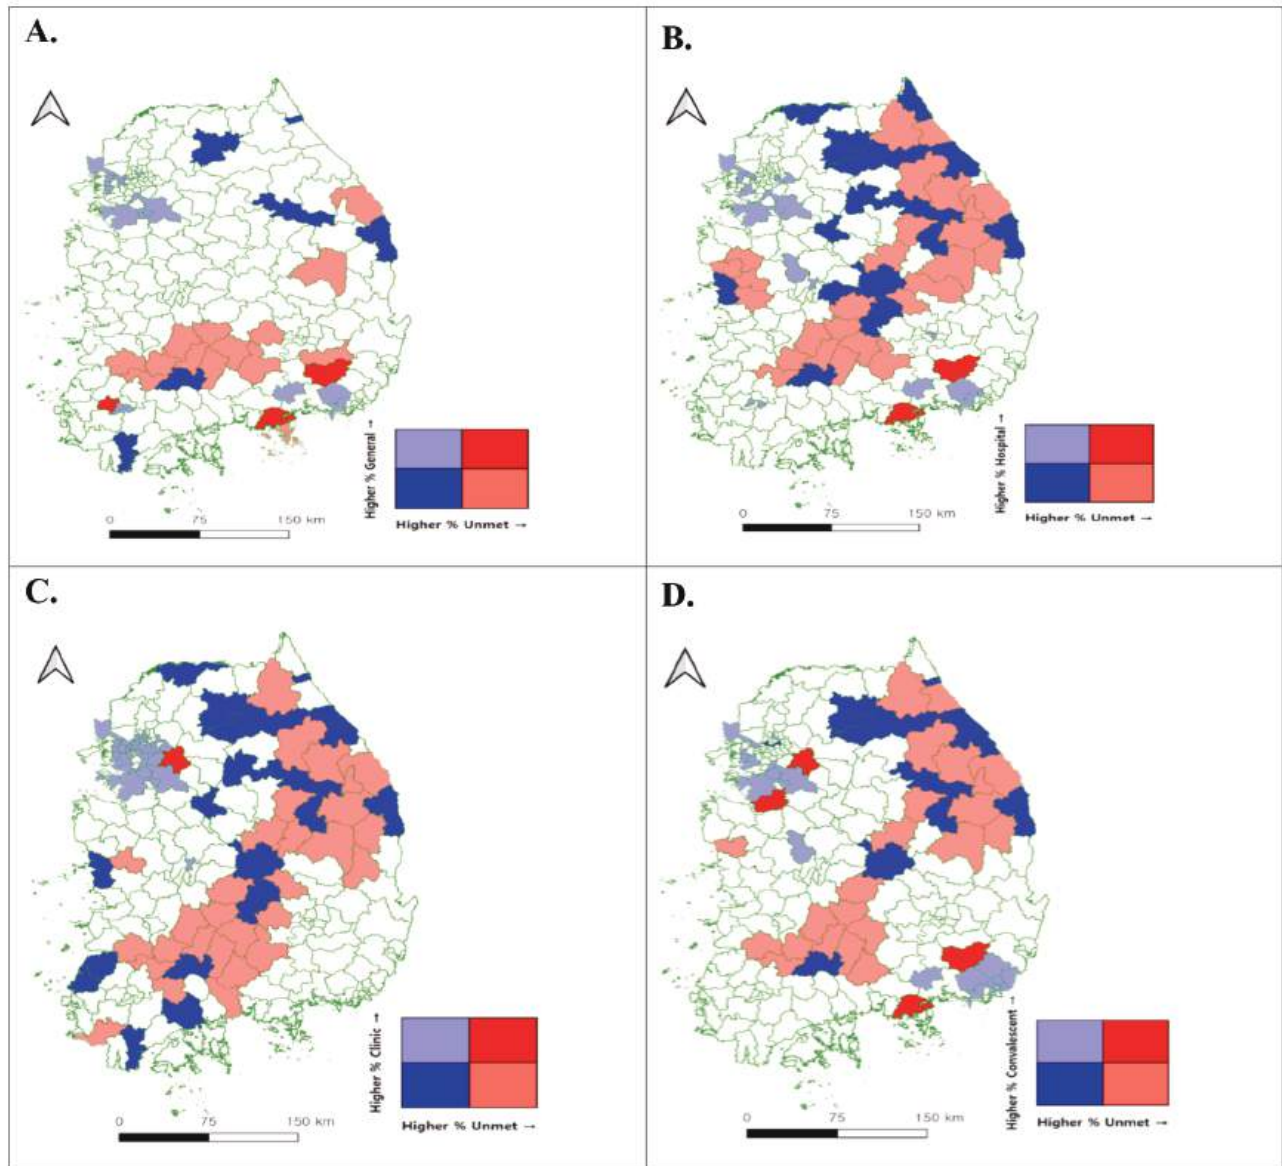 A.
Higher % General →
Higher % Unmet →
0 75 150 km
B.
Higher % Hospital →
Higher % Unmet →
0 75 150 km
C.
Higher % Clinic →
Higher % Unmet →
0 75 150 km
D.
Higher % Convalescent →
Higher % Unmet →
0 75 150 km